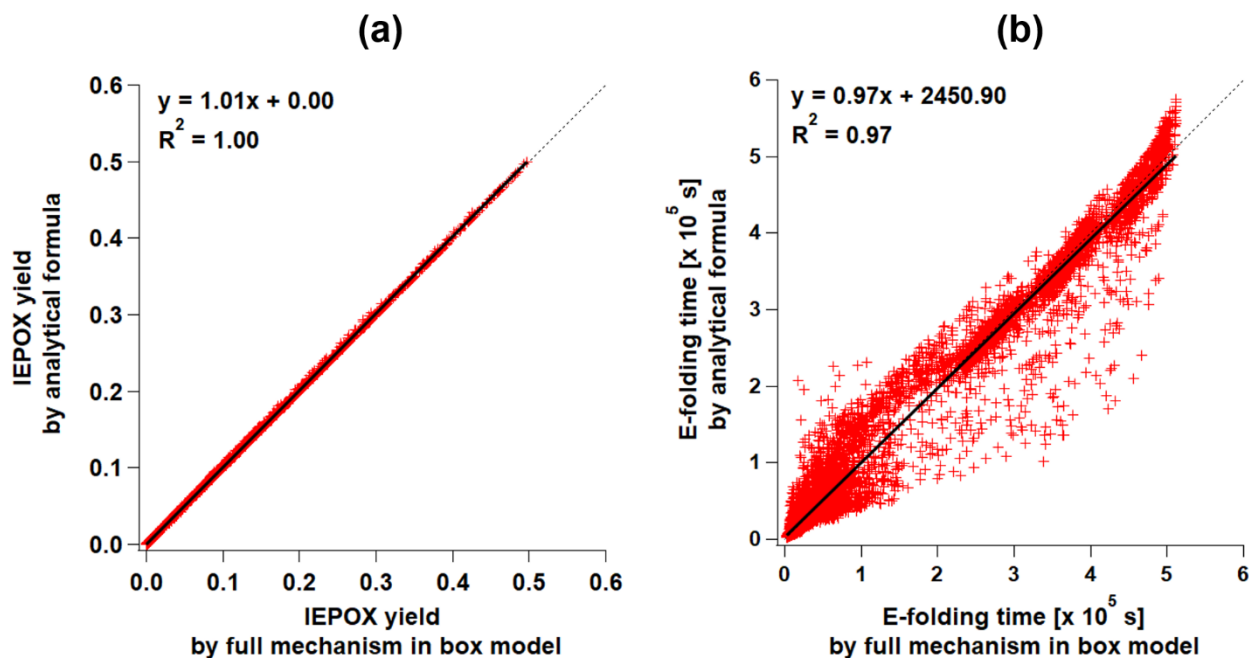 (a)
y = 1.01x + 0.00
R² = 1.00
0.6
0.5
0.4
0.3
0.2
0.1
0.0
IEPOX yield
by analytical formula
0.0 0.1 0.2 0.3 0.4 0.5 0.6
IEPOX yield
by full mechanism in box model
(b)
y = 0.97x + 2450.90
R² = 0.97
6
5
4
3
2
1
0
E-folding time [x 10⁵ s]
by analytical formula
0 1 2 3 4 5 6
E-folding time [x 10⁵ s]
by full mechanism in box model